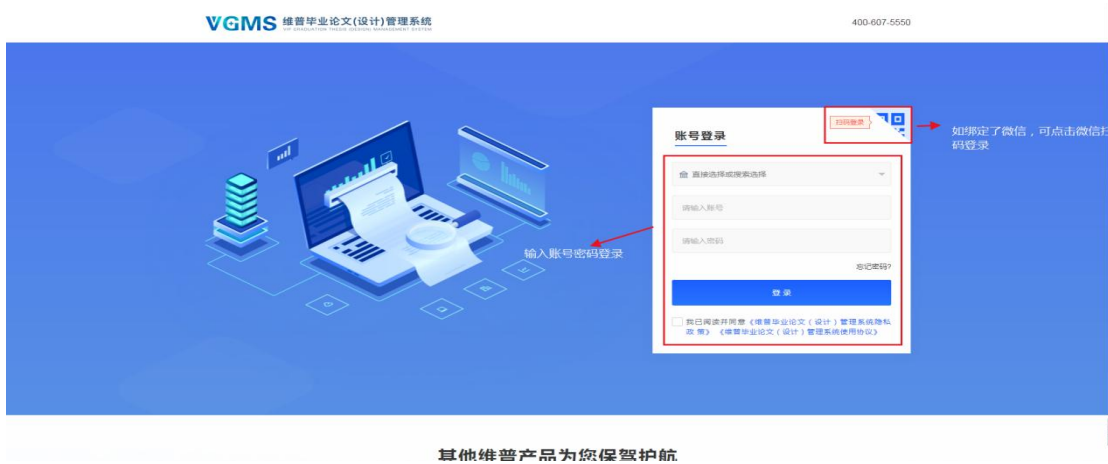 VGMS 维普毕业论文(设计)管理系统
VIP GRADUATION THESIS (DESIGN) MANAGEMENT SYSTEM
400-607-5550
扫码登录
如绑定了微信，可点击微信扫
码登录
账号登录
直接选择或搜索选择
请输入账号
请输入密码
输入账号密码登录
忘记密码?
登 录
我已阅读并同意《维普毕业论文（设计）管理系统隐私
政策》《维普毕业论文（设计）管理系统使用协议》
其他维普产品为您保驾护航